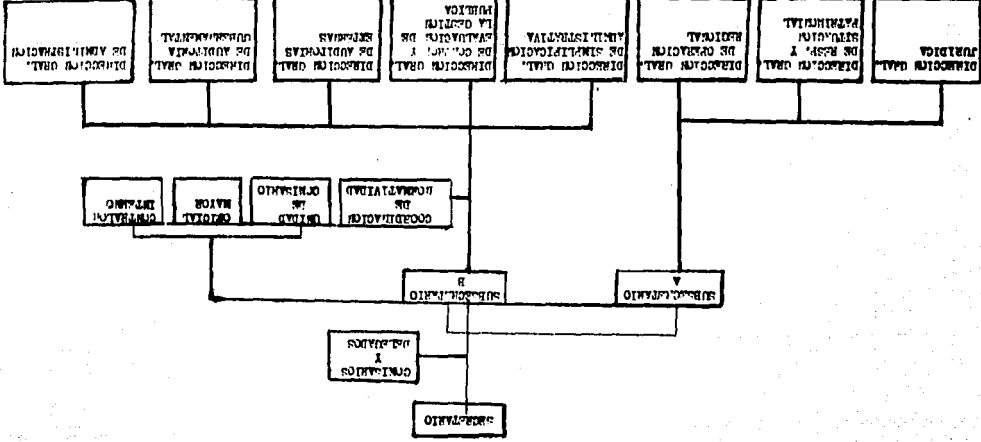 SECRETARIO
COMISARIOS
Y
DELEGADOS
SUBSECRETARIO
A
SUBSECRETARIO
B
COORDINACION
DE
NORMATIVIDAD
UNIDAD
DE
COMISARIO
OFICIAL
MAYOR
CONTRALOR
INTERNO
DIRECCION GRAL.
JURIDICA
DIRECCION GRAL
DE RESP. Y
SITUACION
PATRIMONIAL
DIRECCION GRAL.
DE OPERACION
REGIONAL
DIRECCION GRAL.
DE SIMPLIFICACION
ADMINISTRATIVA
DIRECCION GRAL
DE Y
EVALUACION DE
LA GESTION
PUBLICA
DIRECCION GRAL.
DE AUDITORIAS
EXTERNAS
DIRECCION GRAL.
DE AUDITORIA
GUBERNAMENTAL
DIRECCION GRAL.
DE ADMINISTRACION